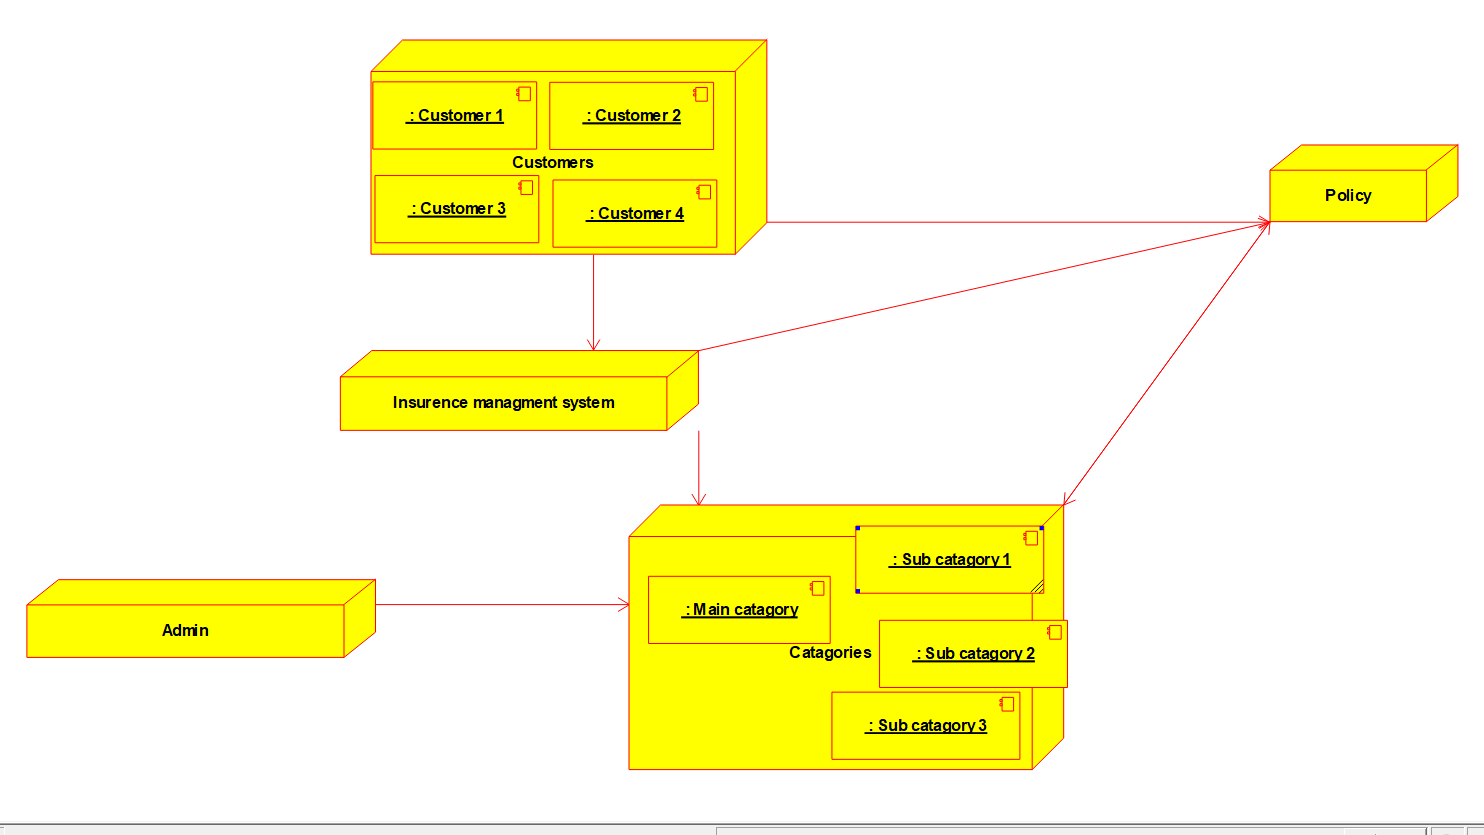 : Customer 1
: Customer 2
Customers
: Customer 3
: Customer 4
Policy
Insurence managment system
: Sub catagory 1
: Main catagory
Catagories
: Sub catagory 2
: Sub catagory 3
Admin